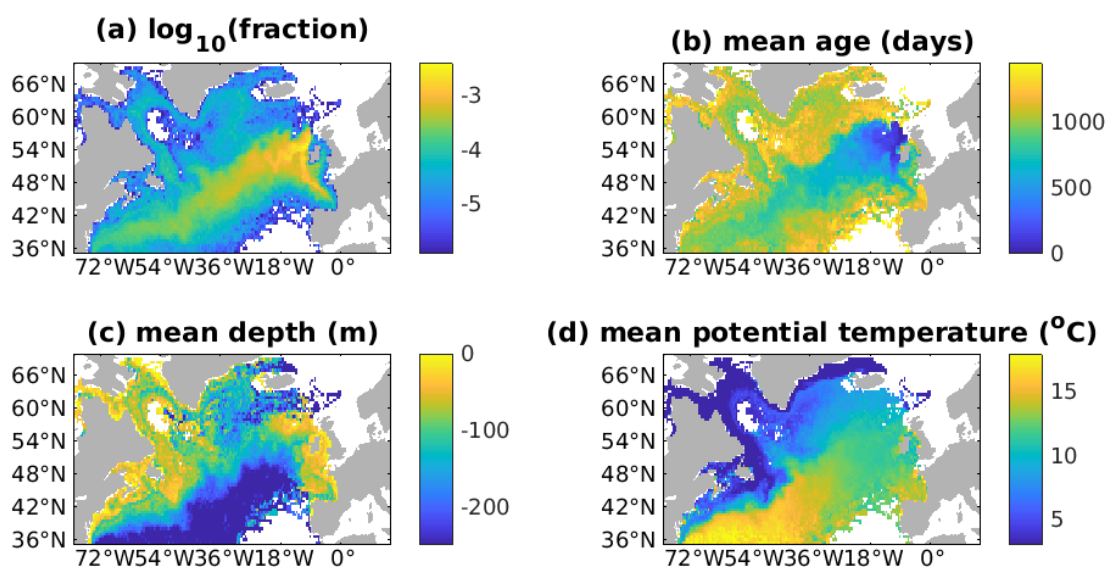 (a) log10(fraction)
66°N
60°N
54°N
48°N
42°N
36°N
72°W54°W36°W18°W 0°
-3
-4
-5
(b) mean age (days)
66°N
60°N
54°N
48°N
42°N
36°N
72°W54°W36°W18°W 0°
1000
500
0
(c) mean depth (m)
66°N
60°N
54°N
48°N
42°N
36°N
72°W54°W36°W18°W 0°
0
-100
-200
(d) mean potential temperature (oC)
66°N
60°N
54°N
48°N
42°N
36°N
72°W54°W36°W18°W 0°
15
10
5